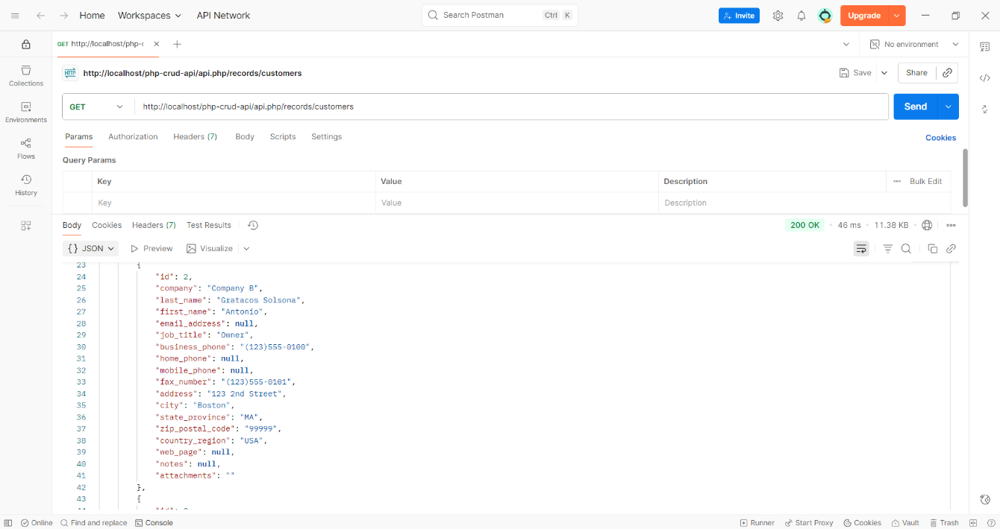 Home Workspaces API Network Search Postman Ctrl K Invite Upgrade
GET http://localhost/php-c No environment
HTTP http://localhost/php-crud-api/api.php/records/customers Save Share
GET http://localhost/php-crud-api/api.php/records/customers Send
Collections
Environments
Flows
History
Params Authorization Headers (7) Body Scripts Settings Cookies
Query Params
Key Value Description Bulk Edit
Key Value Description
Body Cookies Headers (7) Test Results 200 OK 46 ms 11.38 KB
{} JSON Preview Visualize
23 {
24 "id": 2,
25 "company": "Company B",
26 "last_name": "Gratacos Solsona",
27 "first_name": "Antonio",
28 "email_address": null,
29 "job_title": "Owner",
30 "business_phone": "(123)555-0100",
31 "home_phone": null,
32 "mobile_phone": null,
33 "fax_number": "(123)555-0101",
34 "address": "123 2nd Street",
35 "city": "Boston",
36 "state_province": "MA",
37 "zip_postal_code": "99999",
38 "country_region": "USA",
39 "web_page": null,
40 "notes": null,
41 "attachments": ""
42 },
43 {
Online Find and replace Console Runner Start Proxy Cookies Vault Trash